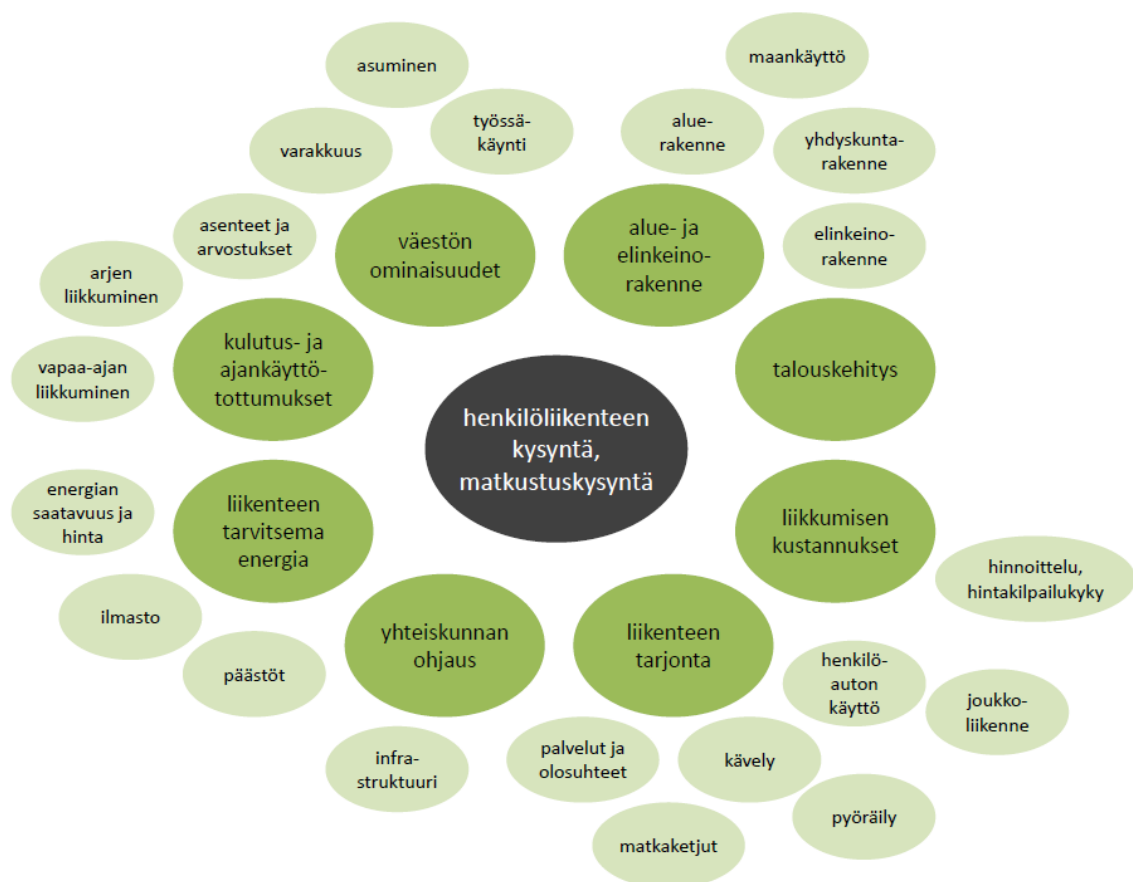 maankäyttö
asuminen
alue-
rakenne
työssä-
käynti
yhdyskunta-
rakenne
varakkuus
asenteet ja
arvostukset
väestön
ominaisuudet
alue- ja
elinkeino-
rakenne
elinkeino-
rakenne
arjen
liikkuminen
kulutus- ja
ajankäyttö-
tottumukset
talouskehitys
vapaa-ajan
liikkuminen
henkilöliikenteen
kysyntä,
matkustuskysyntä
energian
saatavuus ja
hinta
liikenteen
tarvitsema
energia
liikkumisen
kustannukset
hinnoittelu,
hintakilpailukyky
ilmasto
yhteiskunnan
ohjaus
liikenteen
tarjonta
päästöt
henkilö-
auton
käyttö
joukko-
liikenne
infra-
struktuuri
palvelut ja
olosuhteet
kävely
pyöräily
matkaketjut